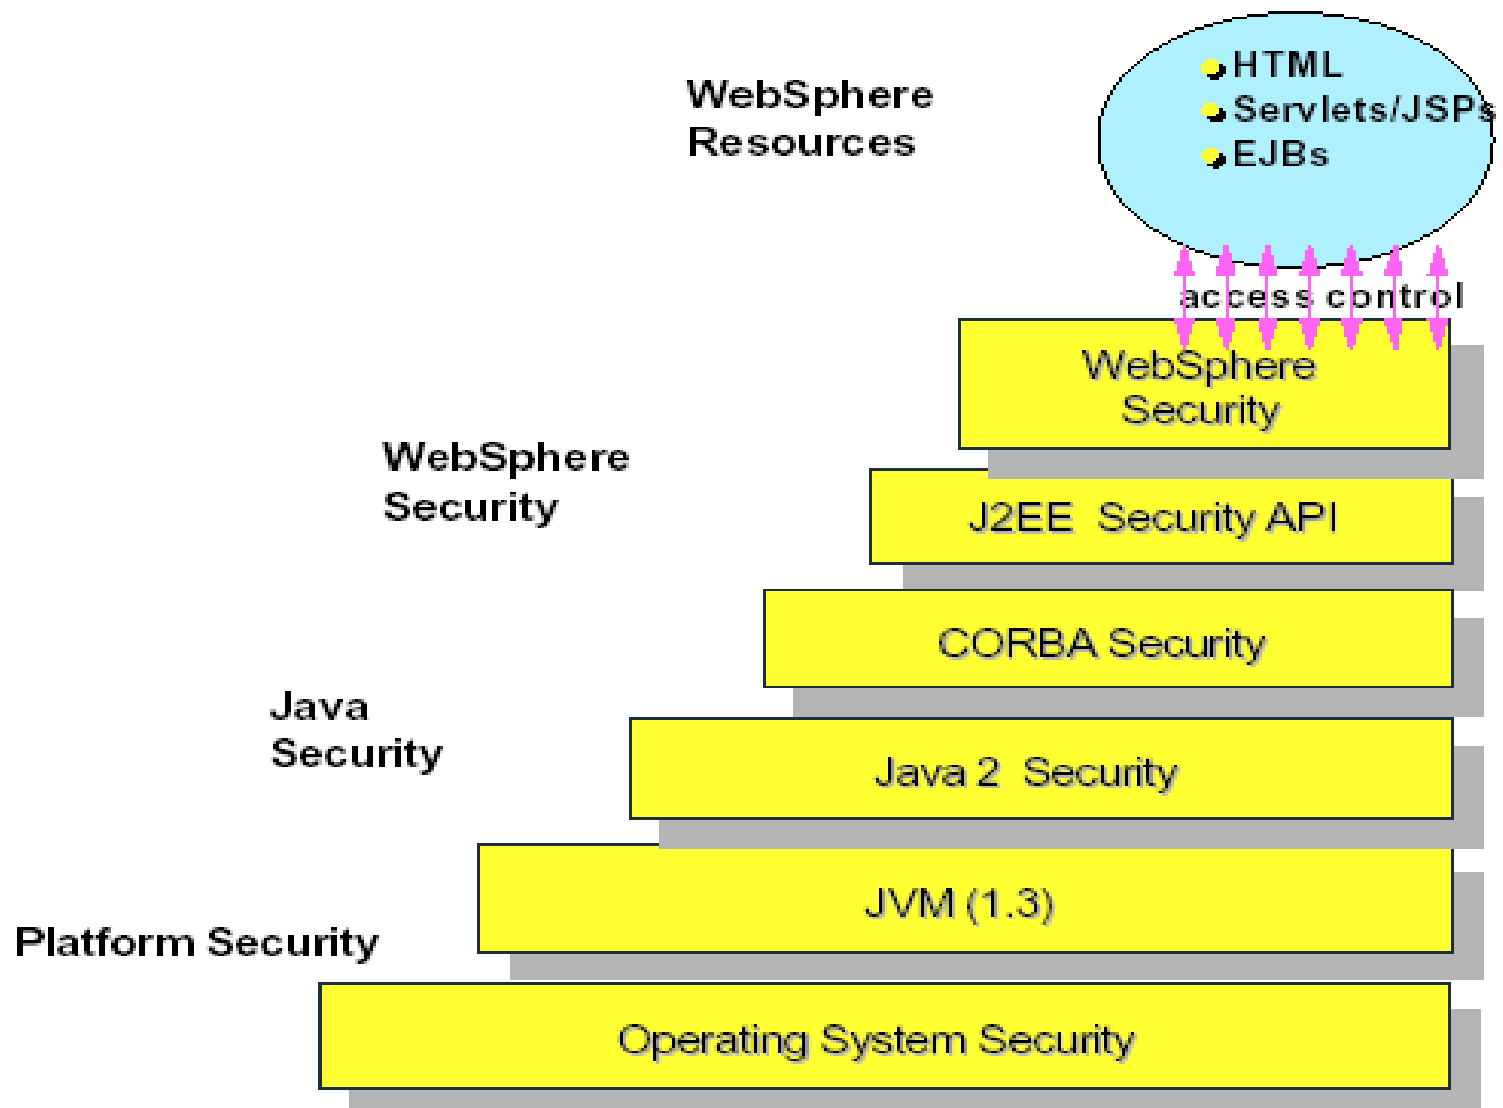 WebSphere
Resources
HTML
Servlets/JSPs
EJBs
access control
WebSphere
Security
WebSphere
Security
J2EE Security API
CORBA Security
Java
Security
Java 2 Security
JVM (1.3)
Platform Security
Operating System Security